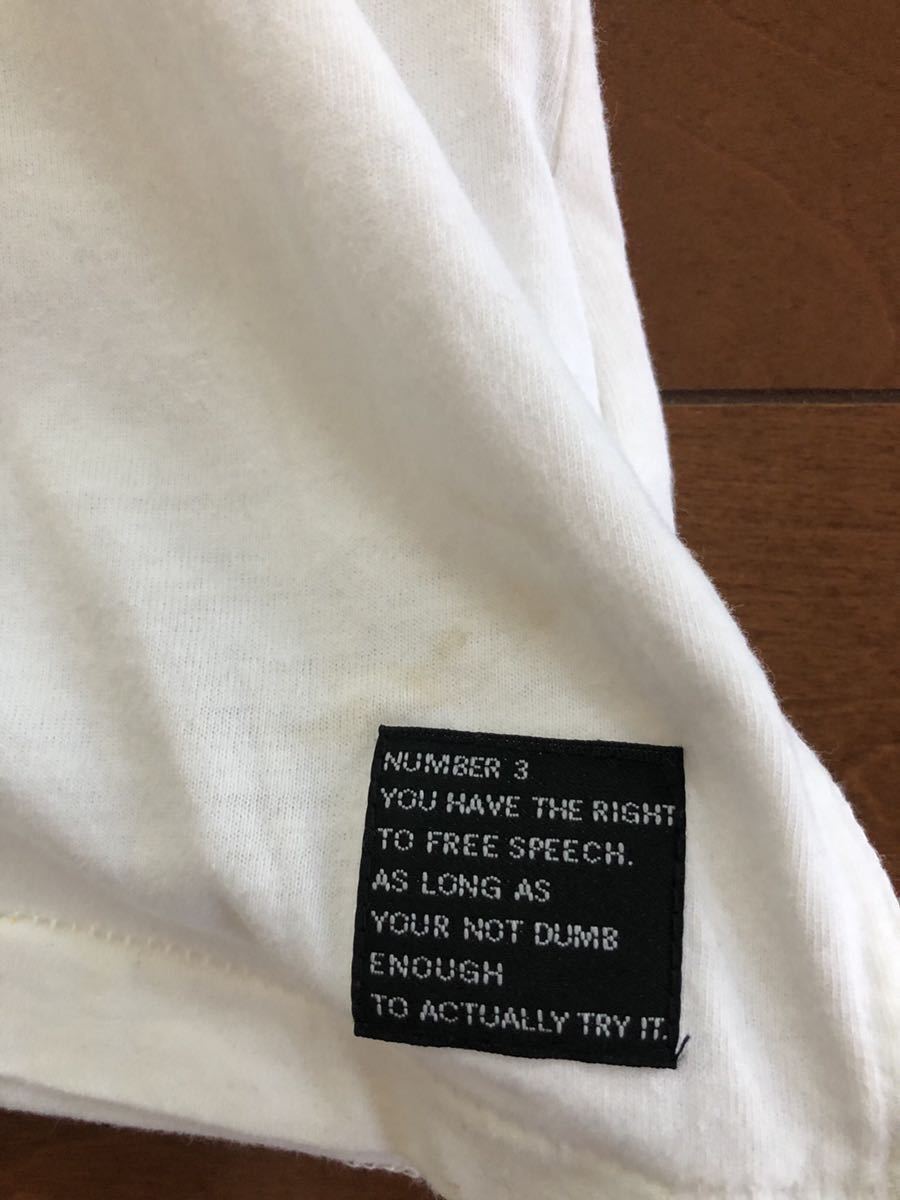 NUMBER 3
YOU HAVE THE RIGHT
TO FREE SPEECH.
AS LONG AS
YOUR NOT DUMB
ENOUGH
TO ACTUALLY TRY IT.